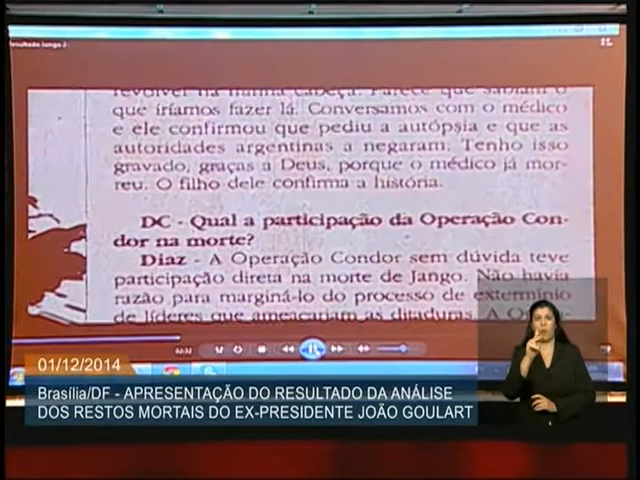 Resultado Jango 2
revólver na minha cabeça. Parece que sabiam o
que iríamos fazer lá. Conversamos com o médico
e ele confirmou que pediu a autópsia e que as
autoridades argentinas a negaram. Tenho isso
gravado, graças a Deus, porque o médico já mor-
reu. O filho dele confirma a história.
DC - Qual a participação da Operação Con-
dor na morte?
Diaz - A Operação Condor sem dúvida teve
participação direta na morte de Jango. Não havia
razão para marginá-lo do processo de extermínio
de líderes que ameaçariam as ditaduras. A
01/12/2014
Brasília/DF - APRESENTAÇÃO DO RESULTADO DA ANÁLISE
DOS RESTOS MORTAIS DO EX-PRESIDENTE JOÃO GOULART